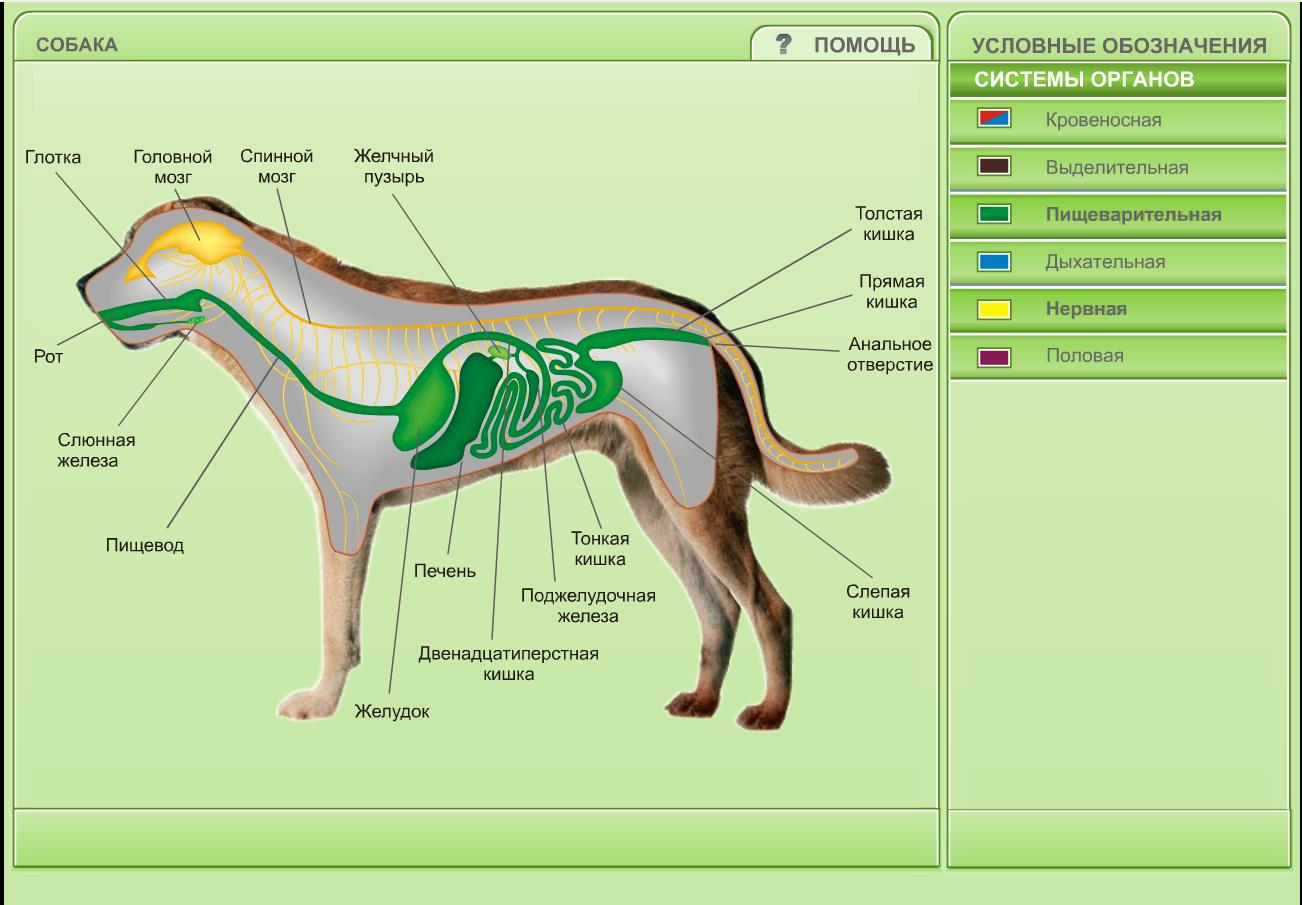 СОБАКА
? ПОМОЩЬ
УСЛОВНЫЕ ОБОЗНАЧЕНИЯ
СИСТЕМЫ ОРГАНОВ
Кровеносная
Выделительная
Пищеварительная
Дыхательная
Нервная
Половая
Глотка
Головной
мозг
Спинной
мозг
Желчный
пузырь
Толстая
кишка
Прямая
кишка
Анальное
отверстие
Рот
Слюнная
железа
Пищевод
Печень
Тонкая
кишка
Поджелудочная
железа
Слепая
кишка
Двенадцатиперстная
кишка
Желудок